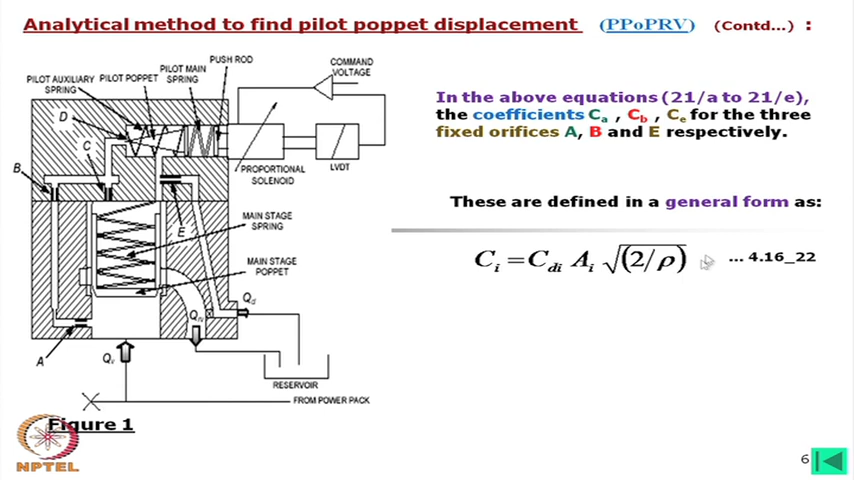 Analytical method to find pilot poppet displacement (PPoPRV) (Contd...) :
PUSH ROD
PILOT MAIN
SPRING
COMMAND
VOLTAGE
PILOT AUXILIARY
SPRING
PILOT POPPET
D
C
B
PROPORTIONAL
SOLENOID
LVDT
E
MAIN STAGE
SPRING
MAIN STAGE
POPPET
Qd
A
RESERVOIR
FROM POWER PACK
Figure 1
NPTEL
In the above equations (21/a to 21/e),
the coefficients Ca , Cb , Ce for the three
fixed orifices A, B and E respectively.
These are defined in a general form as:
Ci = Cdi Ai √(2/ρ) ... 4.16_22
6